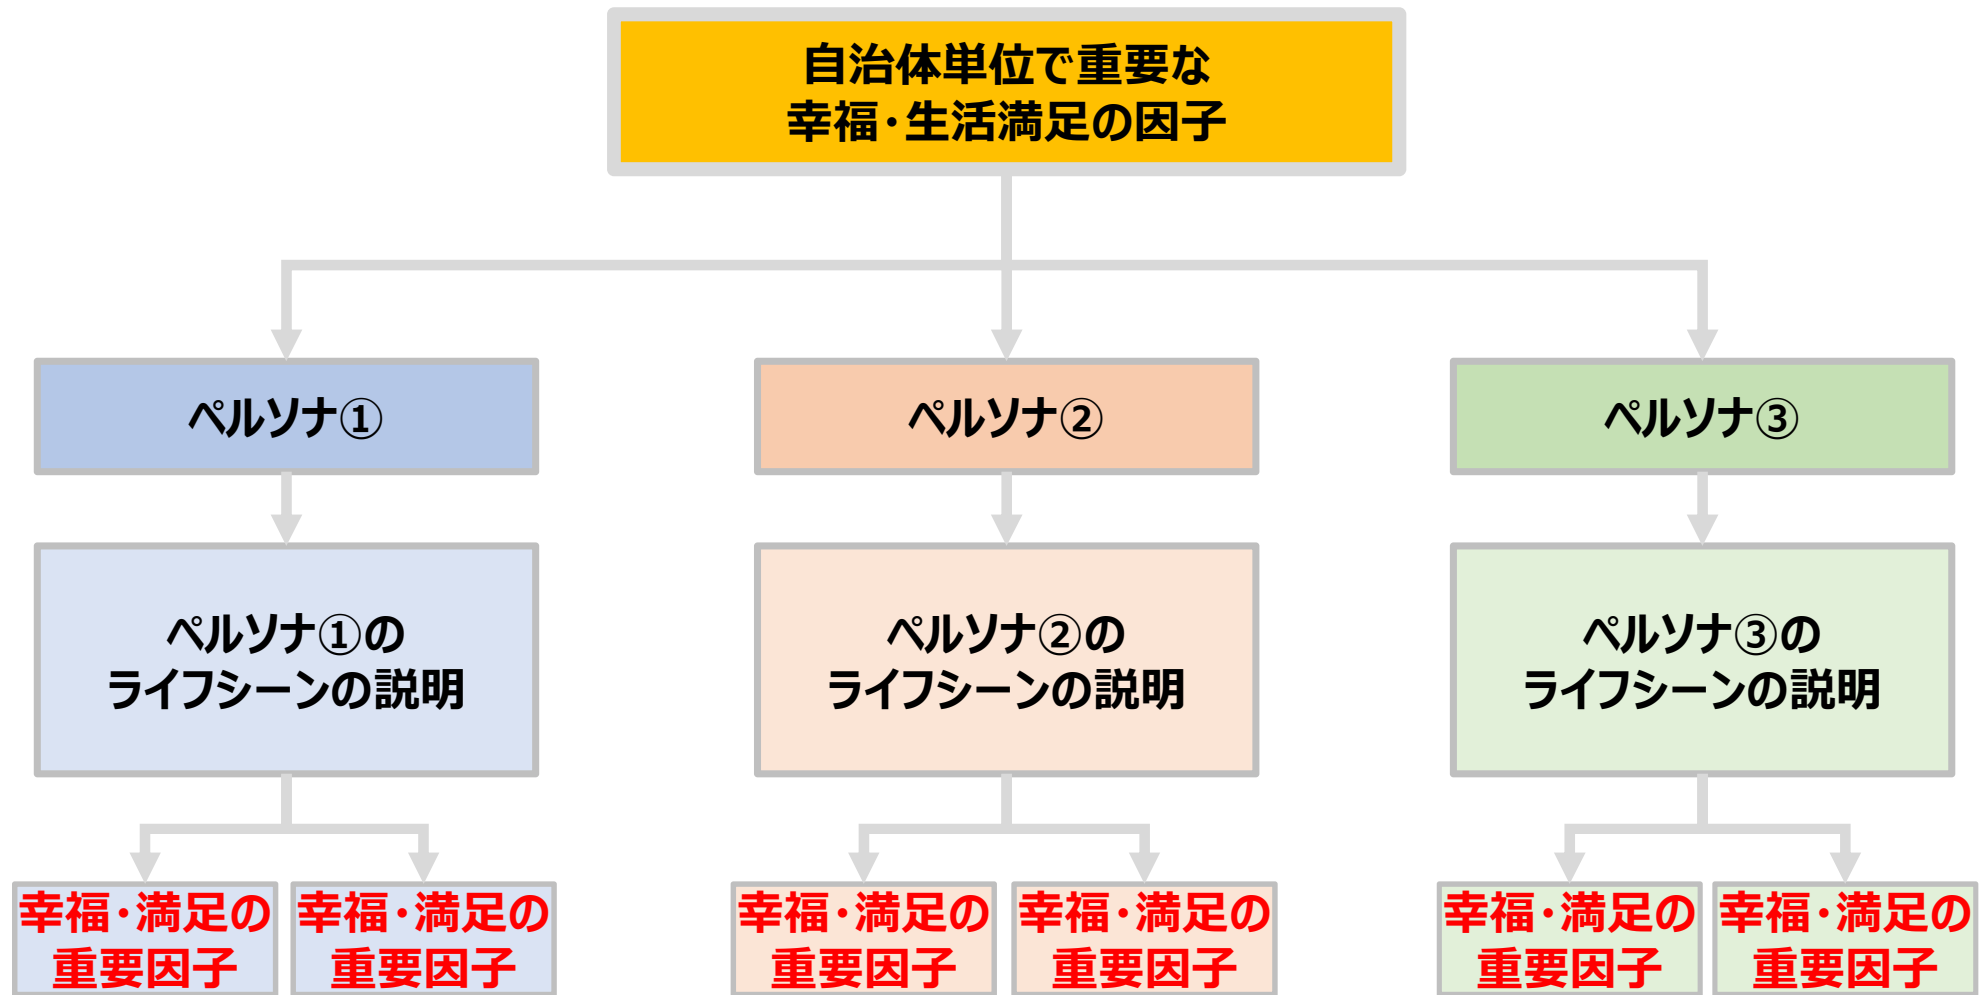 自治体単位で重要な
幸福・生活満足の因子
ペルソナ①
ペルソナ②
ペルソナ③
ペルソナ①の
ライフシーンの説明
ペルソナ②の
ライフシーンの説明
ペルソナ③の
ライフシーンの説明
幸福・満足の
重要因子
幸福・満足の
重要因子
幸福・満足の
重要因子
幸福・満足の
重要因子
幸福・満足の
重要因子
幸福・満足の
重要因子